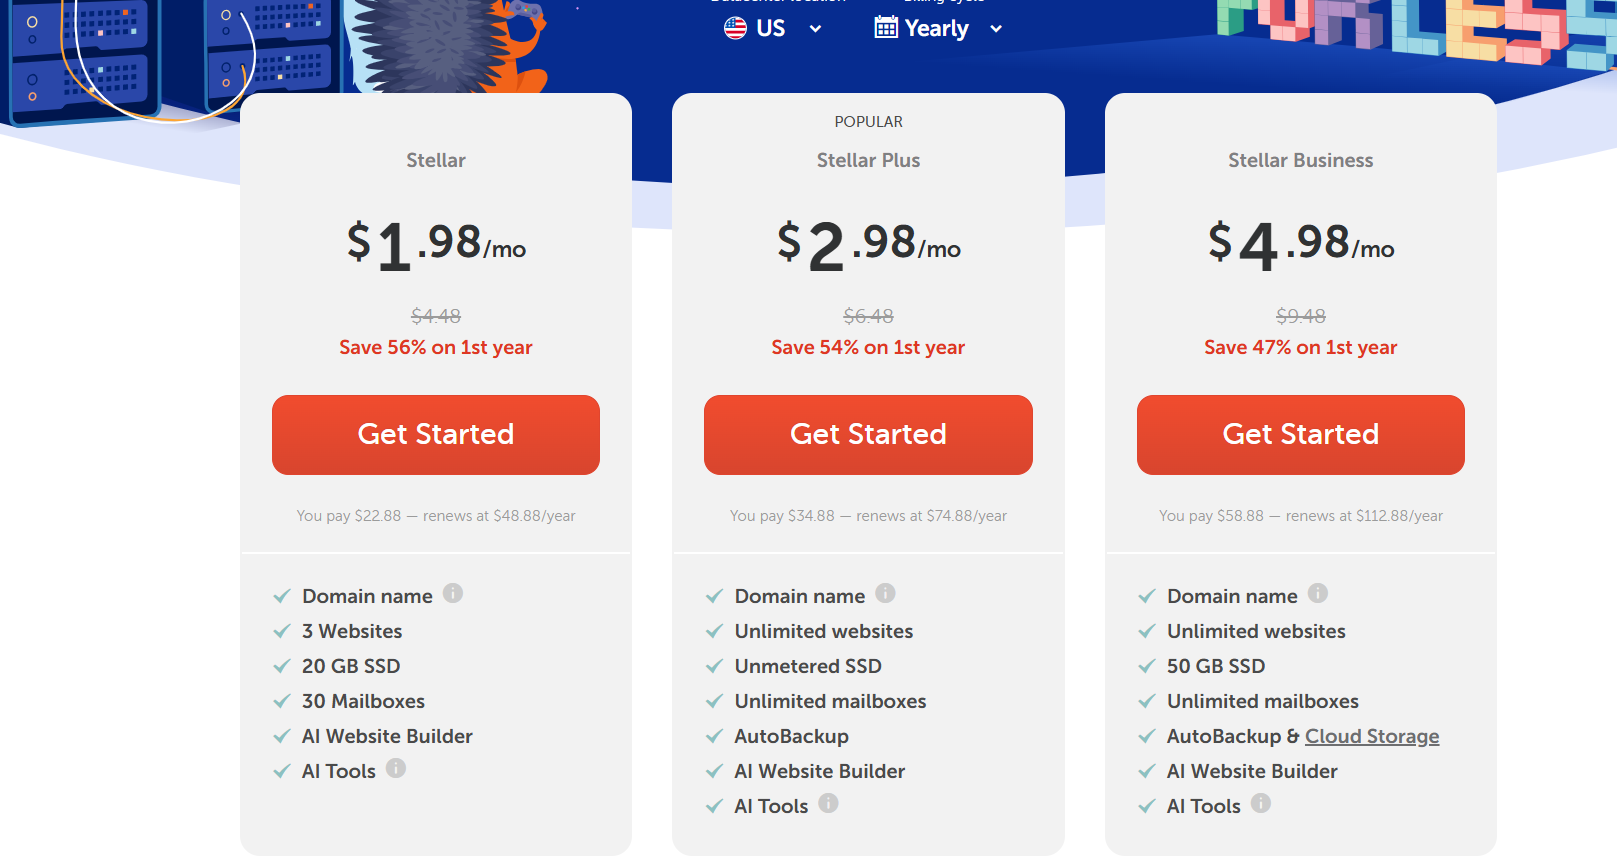 US
Yearly
Stellar
$1.98/mo
$4.48
Save 56% on 1st year
Get Started
You pay $22.88 — renews at $48.88/year
Domain name
3 Websites
20 GB SSD
30 Mailboxes
AI Website Builder
AI Tools
POPULAR
Stellar Plus
$2.98/mo
$6.48
Save 54% on 1st year
Get Started
You pay $34.88 — renews at $74.88/year
Domain name
Unlimited websites
Unmetered SSD
Unlimited mailboxes
AutoBackup
AI Website Builder
AI Tools
Stellar Business
$4.98/mo
$9.48
Save 47% on 1st year
Get Started
You pay $58.88 — renews at $112.88/year
Domain name
Unlimited websites
50 GB SSD
Unlimited mailboxes
AutoBackup & Cloud Storage
AI Website Builder
AI Tools